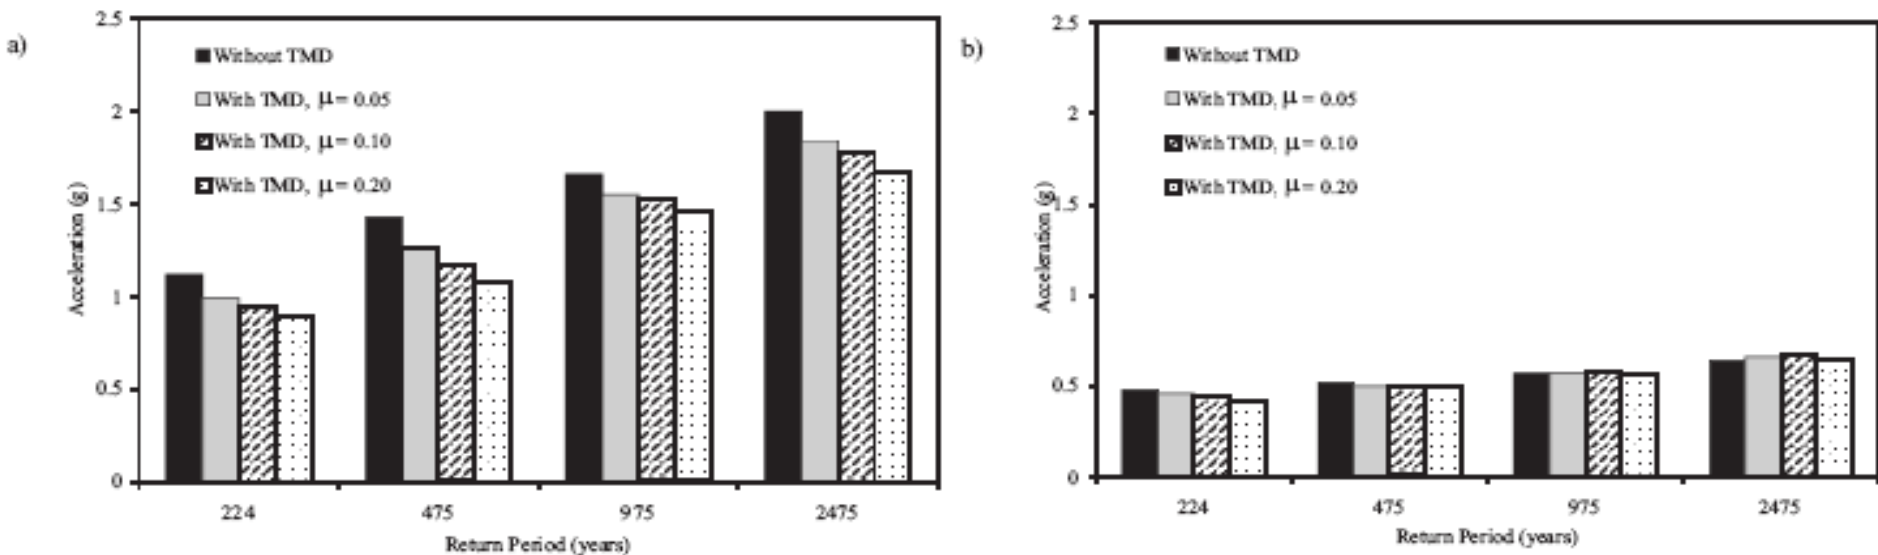 a)
2.5
2
1.5
1
0.5
0
Acceleration (g)
Without TMD
With TMD, μ = 0.05
With TMD, μ = 0.10
With TMD, μ = 0.20
224 475 975 2475
Return Period (years)
b)
2.5
2
1.5
1
0.5
0
Acceleration (g)
Without TMD
With TMD, μ = 0.05
With TMD, μ = 0.10
With TMD, μ = 0.20
224 475 975 2475
Return Period (years)